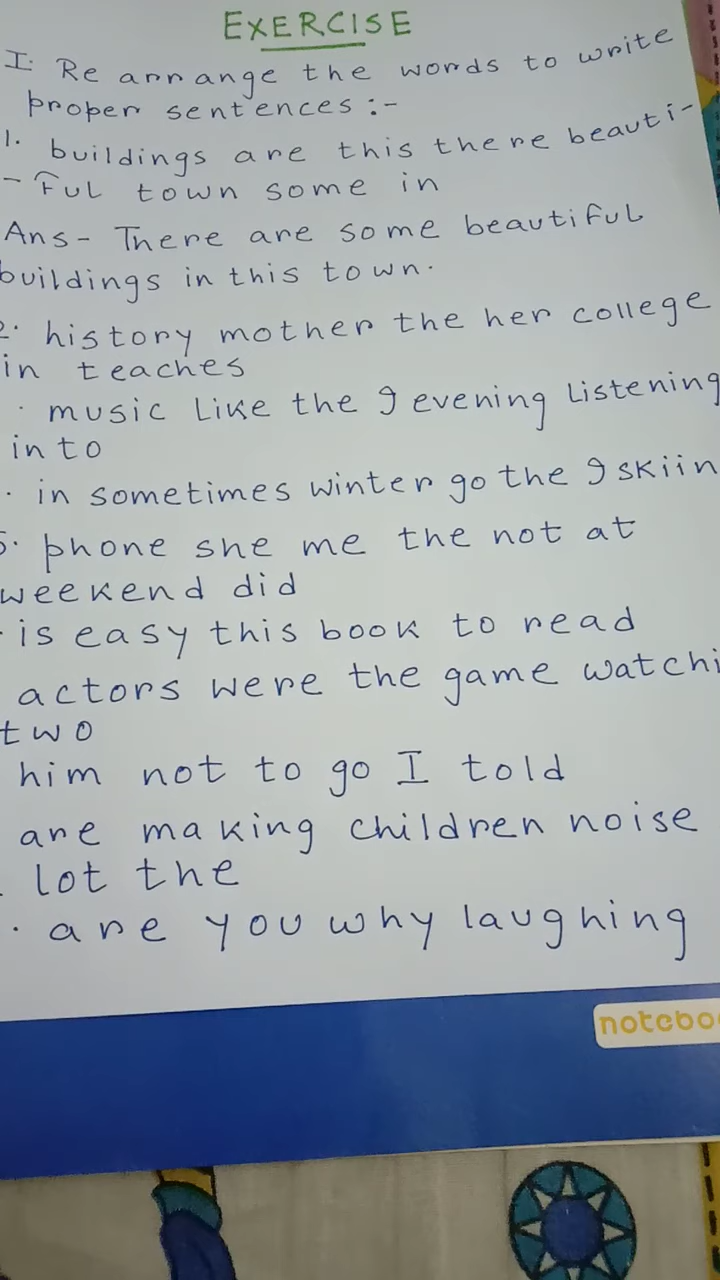 EXERCISE
I. Re arrange the words to write
proper sentences :-
1. buildings are this there beauti-
-ful town some in
Ans- There are some beautiful
buildings in this town.
2. history mother the her college
in teaches
. music like the I evening listening
in to
. in sometimes winter go the I skiin
5. phone she me the not at
weekend did
. is easy this book to read
actors were the game watchi
two
him not to go I told
are making children noise
lot the
. are you why laughing
notebo